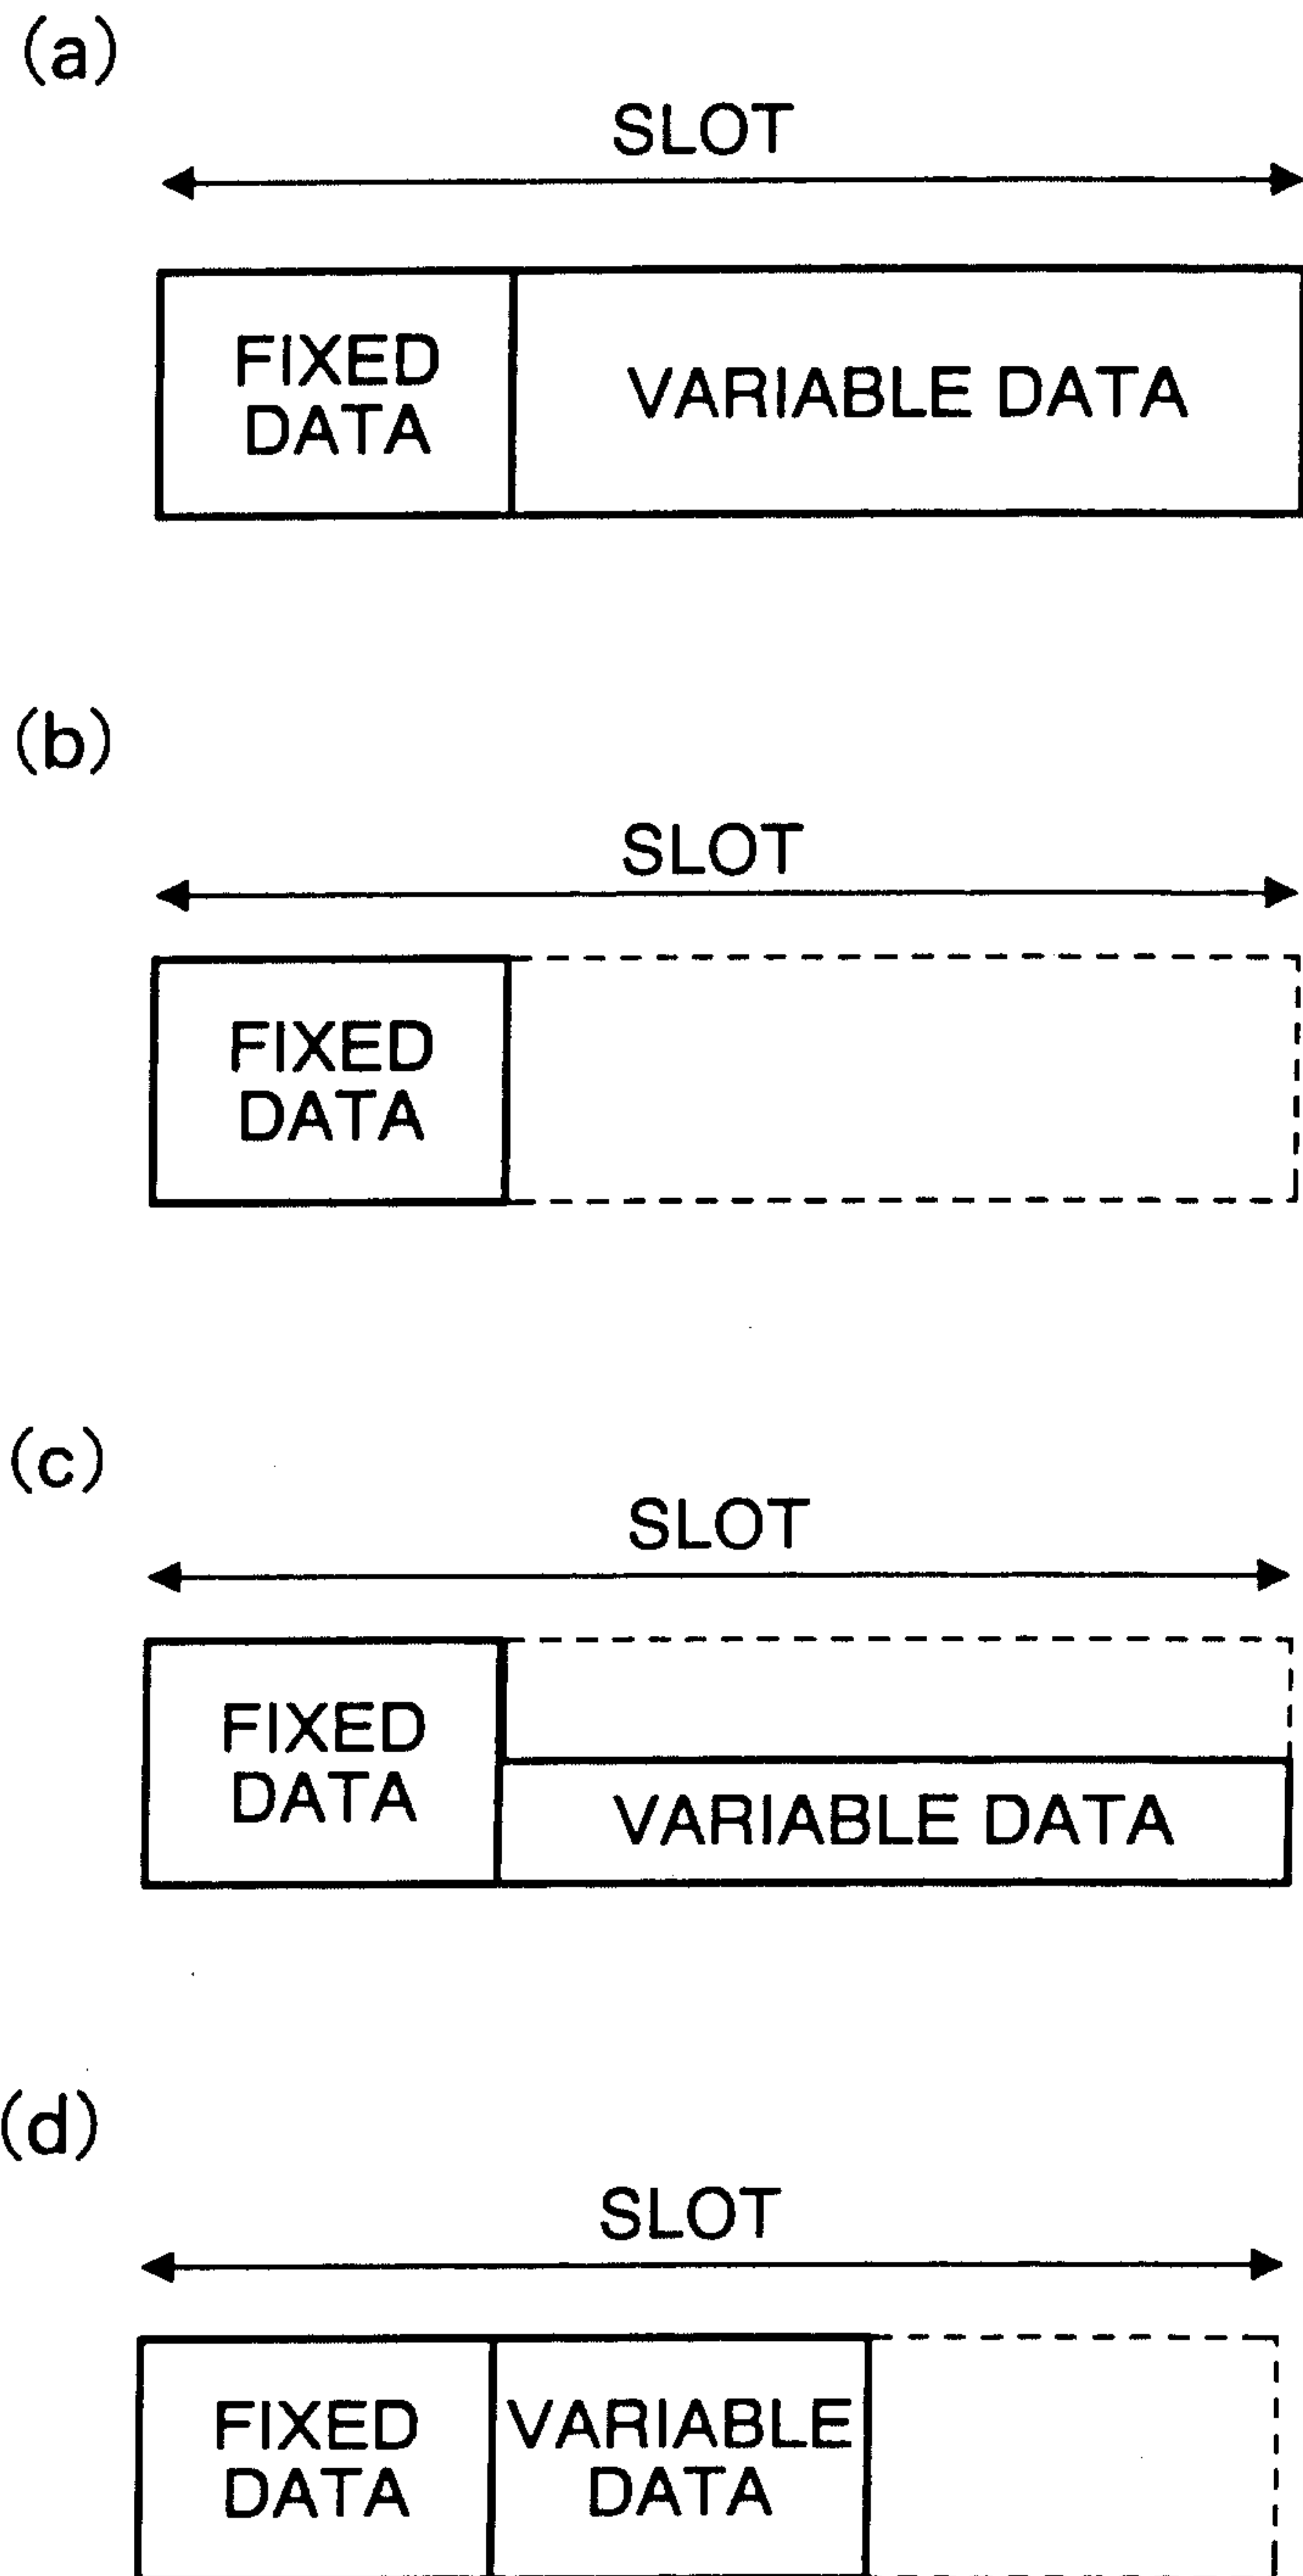 (a)
SLOT
FIXED
DATA
VARIABLE DATA
(b)
SLOT
FIXED
DATA
(c)
SLOT
FIXED
DATA
VARIABLE DATA
(d)
SLOT
FIXED
DATA
VARIABLE
DATA